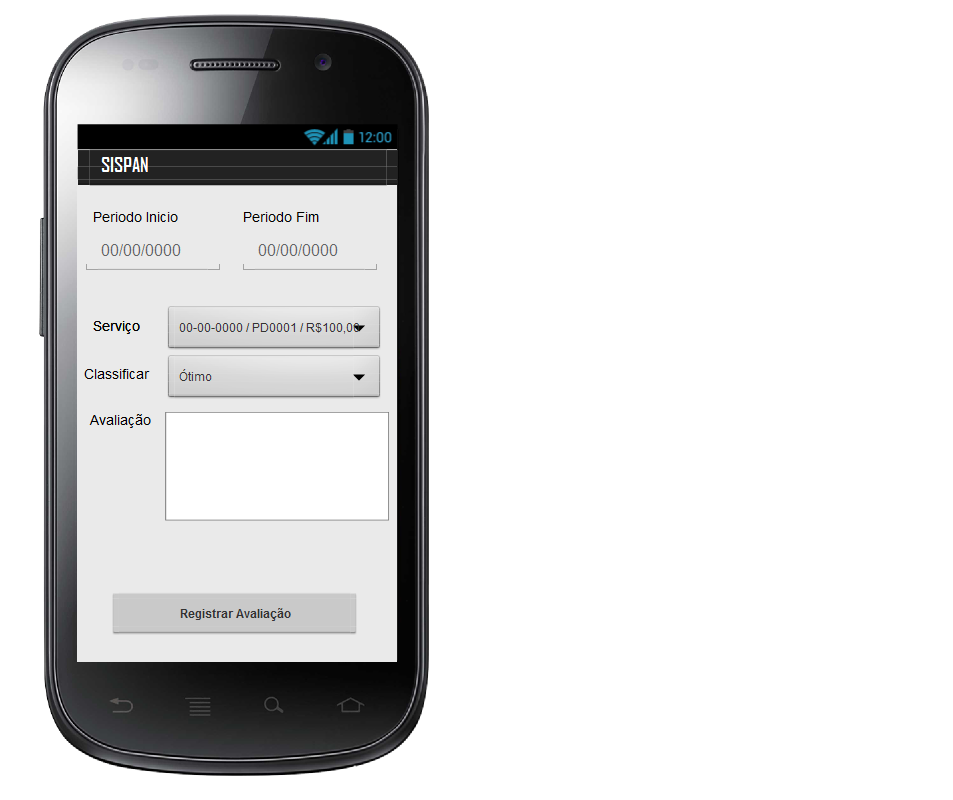 12:00
SISPAN
Periodo Inicio Periodo Fim
00/00/0000 00/00/0000
Serviço 00-00-0000 / PD0001 / R$100,00
Classificar Ótimo
Avaliação
Registrar Avaliação